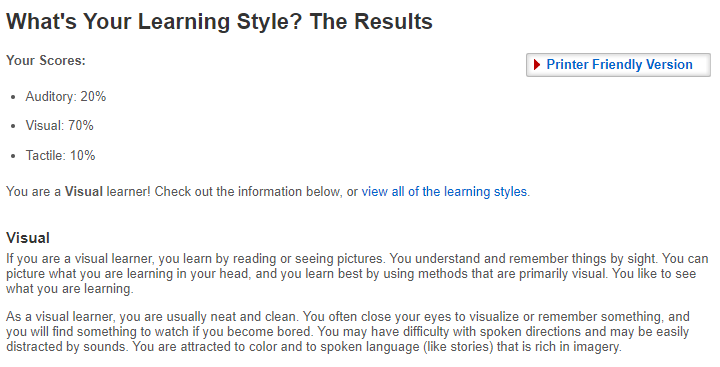 What's Your Learning Style? The Results
Your Scores:
Printer Friendly Version
Auditory: 20%
Visual: 70%
Tactile: 10%
You are a Visual learner! Check out the information below, or view all of the learning styles.
Visual
If you are a visual learner, you learn by reading or seeing pictures. You understand and remember things by sight. You can
picture what you are learning in your head, and you learn best by using methods that are primarily visual. You like to see
what you are learning.
As a visual learner, you are usually neat and clean. You often close your eyes to visualize or remember something, and
you will find something to watch if you become bored. You may have difficulty with spoken directions and may be easily
distracted by sounds. You are attracted to color and to spoken language (like stories) that is rich in imagery.